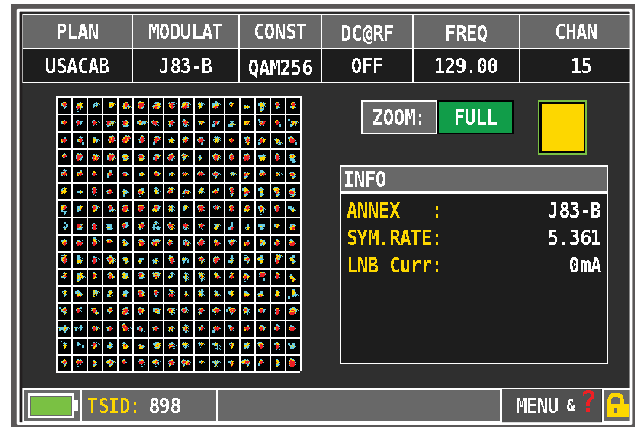 PLAN MODULAT CONST DC@RF FREQ CHAN
USACAB J83-B QAM256 OFF 129.00 15
ZOOM: FULL
INFO
ANNEX : J83-B
SYM.RATE: 5.361
LNB Curr: 0mA
TSID: 898 MENU & ?